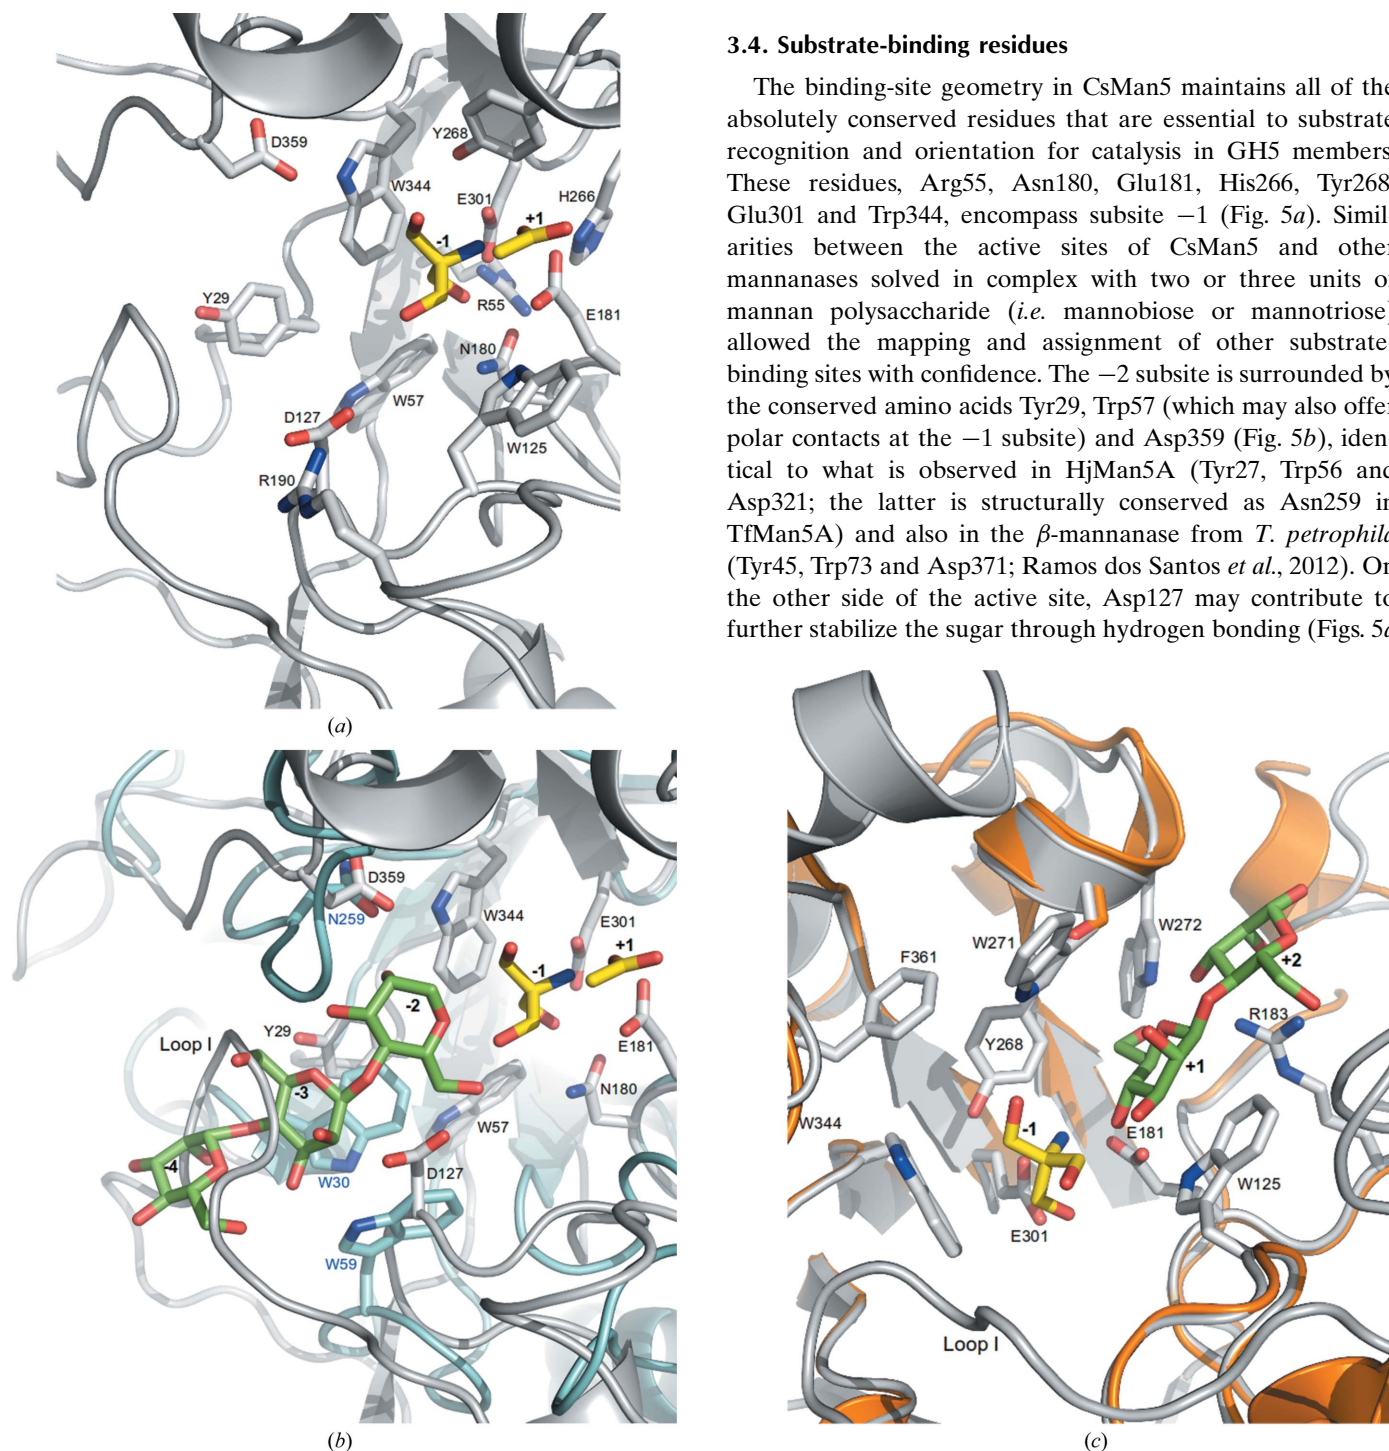 D359
Y268
W344
E301
H266
+1
-1
Y29
R55
E181
N180
W57
D127
W125
R190
(a)
3.4. Substrate-binding residues
The binding-site geometry in CsMan5 maintains all of the
absolutely conserved residues that are essential to substrate
recognition and orientation for catalysis in GH5 members
These residues, Arg55, Asn180, Glu181, His266, Tyr268
Glu301 and Trp344, encompass subsite −1 (Fig. 5a). Simil
arities between the active sites of CsMan5 and other
mannanases solved in complex with two or three units o
mannan polysaccharide (i.e. mannobiose or mannotriose)
allowed the mapping and assignment of other substrate
binding sites with confidence. The −2 subsite is surrounded by
the conserved amino acids Tyr29, Trp57 (which may also offer
polar contacts at the −1 subsite) and Asp359 (Fig. 5b), iden
tical to what is observed in HjMan5A (Tyr27, Trp56 and
Asp321; the latter is structurally conserved as Asn259 in
TfMan5A) and also in the β-mannanase from T. petrophila
(Tyr45, Trp73 and Asp371; Ramos dos Santos et al., 2012). On
the other side of the active site, Asp127 may contribute to
further stabilize the sugar through hydrogen bonding (Figs. 5a
D359
N259
W344
E301
+1
-1
-2
Y29
Loop I
E181
-3
N180
W57
-4
D127
W30
W59
(b)
W271
W272
F361
+2
R183
Y268
+1
W344
-1
E181
W125
E301
Loop I
(c)